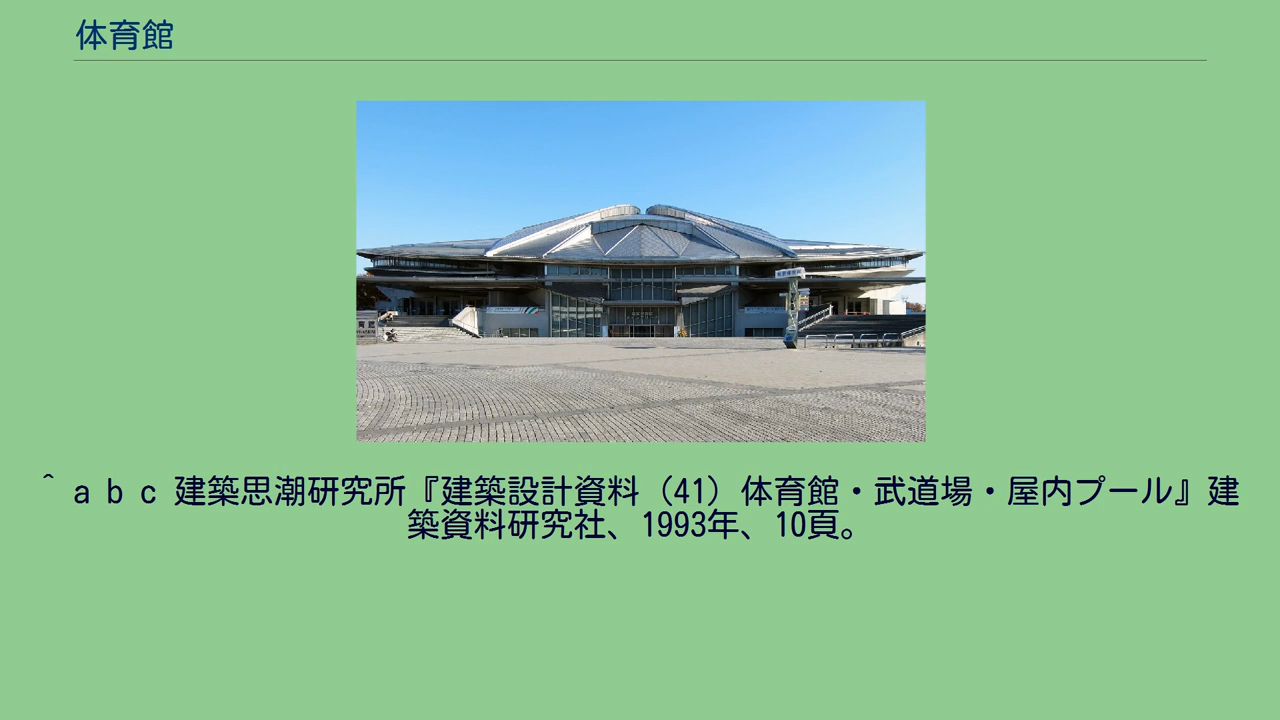 体育館
^ a b c 建築思潮研究所『建築設計資料（41）体育館・武道場・屋内プール』建
築資料研究社、1993年、10頁。